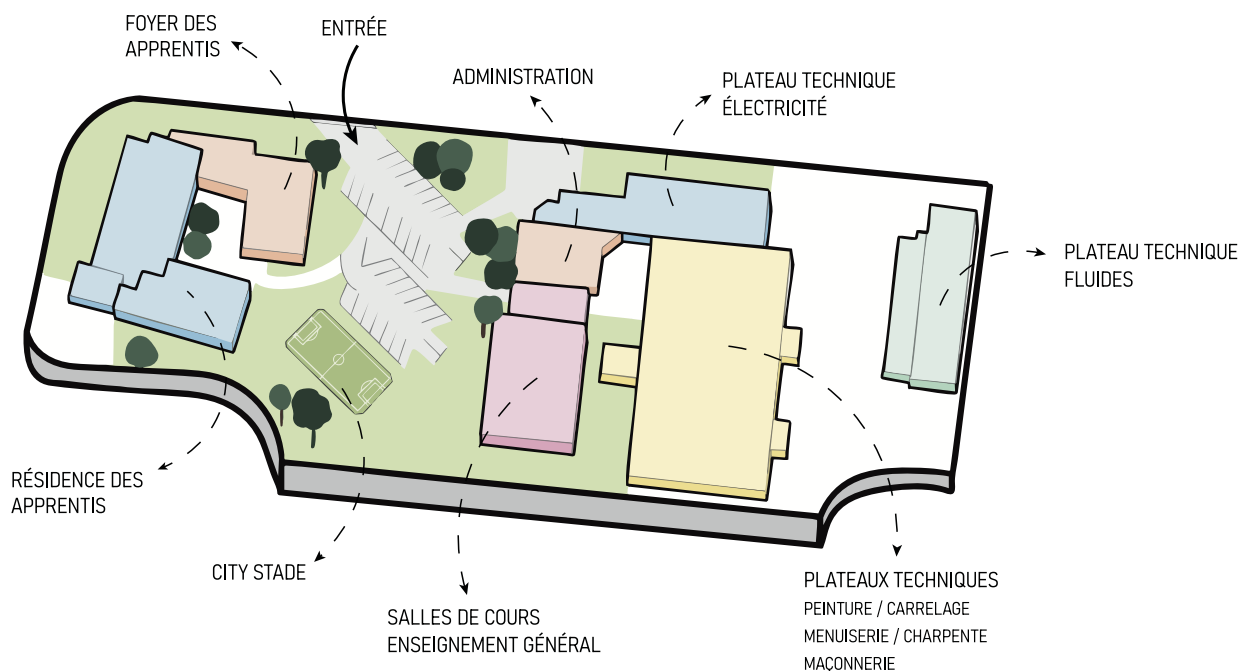 FOYER DES
APPRENTIS
ENTRÉE
ADMINISTRATION
PLATEAU TECHNIQUE
ÉLECTRICITÉ
PLATEAU TECHNIQUE
FLUIDES
RÉSIDENCE DES
APPRENTIS
CITY STADE
SALLES DE COURS
ENSEIGNEMENT GÉNÉRAL
PLATEAUX TECHNIQUES
PEINTURE / CARRELAGE
MENUISERIE / CHARPENTE
MAÇONNERIE